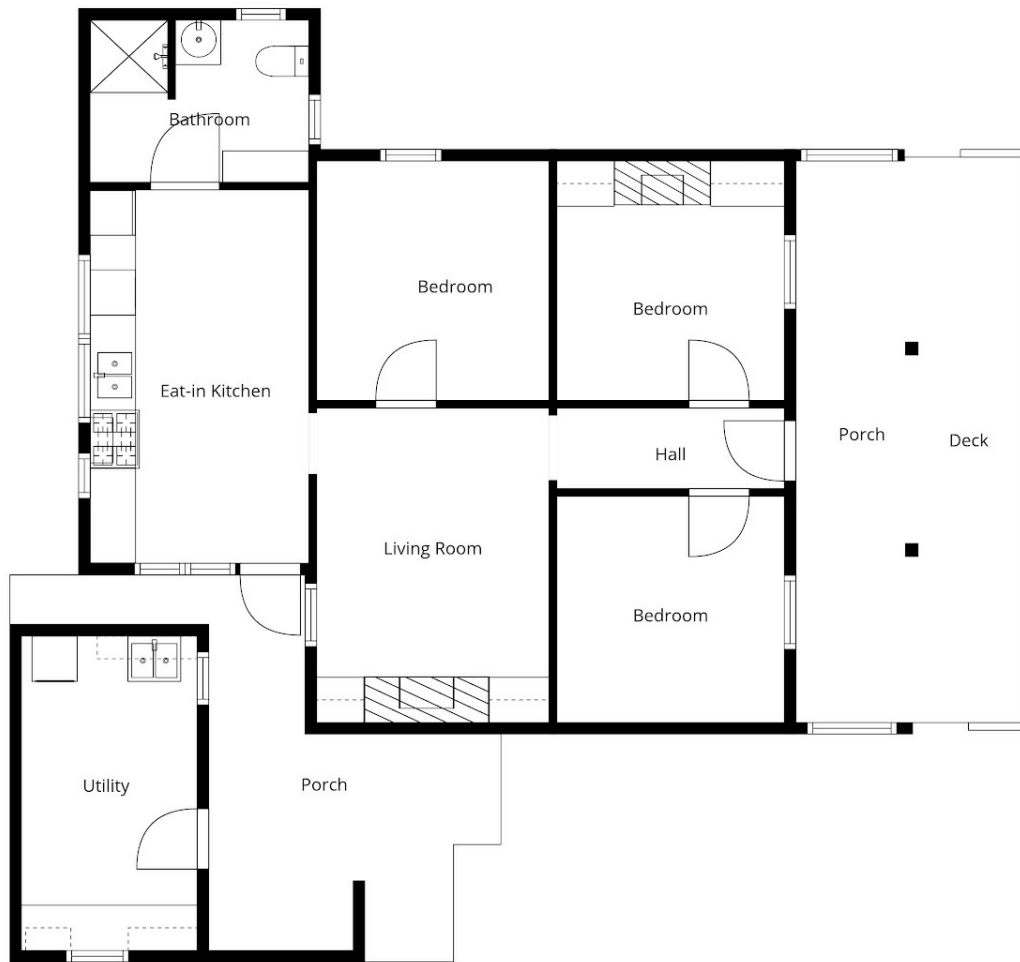 Bathroom
Bedroom
Bedroom
Eat-in Kitchen
Porch
Deck
Hall
Living Room
Bedroom
Utility
Porch